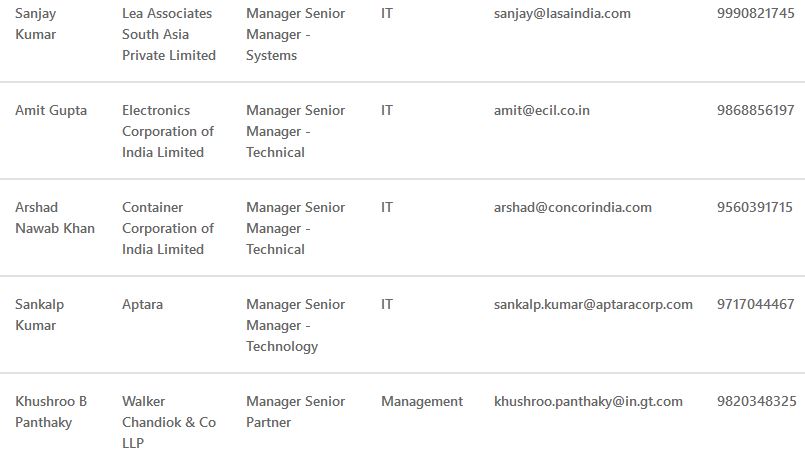 Sanjay Kumar Lea Associates South Asia Private Limited Manager Senior Manager - Systems IT sanjay@lasaindia.com 9990821745
Amit Gupta Electronics Corporation of India Limited Manager Senior Manager - Technical IT amit@ecil.co.in 9868856197
Arshad Nawab Khan Container Corporation of India Limited Manager Senior Manager - Technical IT arshad@concorindia.com 9560391715
Sankalp Kumar Aptara Manager Senior Manager - Technology IT sankalp.kumar@aptaracorp.com 9717044467
Khushroo B Panthaky Walker Chandiok & Co LLP Manager Senior Partner Management khushroo.panthaky@in.gt.com 9820348325